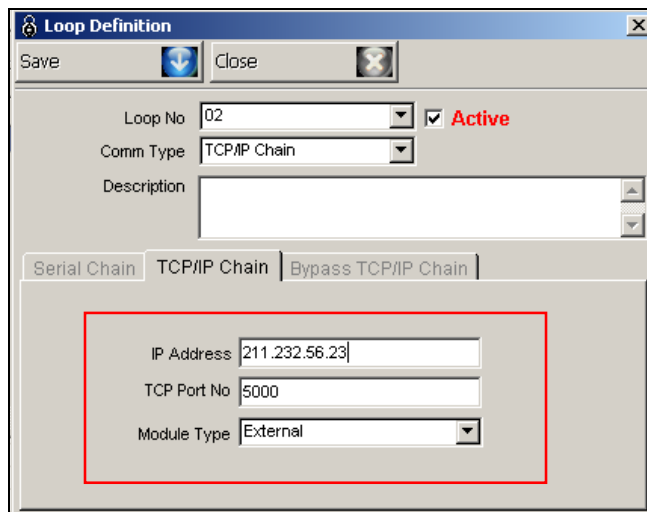 Loop Definition
Save Close
Loop No 02 Active
Comm Type TCP/IP Chain
Description
Serial Chain TCP/IP Chain Bypass TCP/IP Chain
IP Address 211.232.56.23
TCP Port No 5000
Module Type External